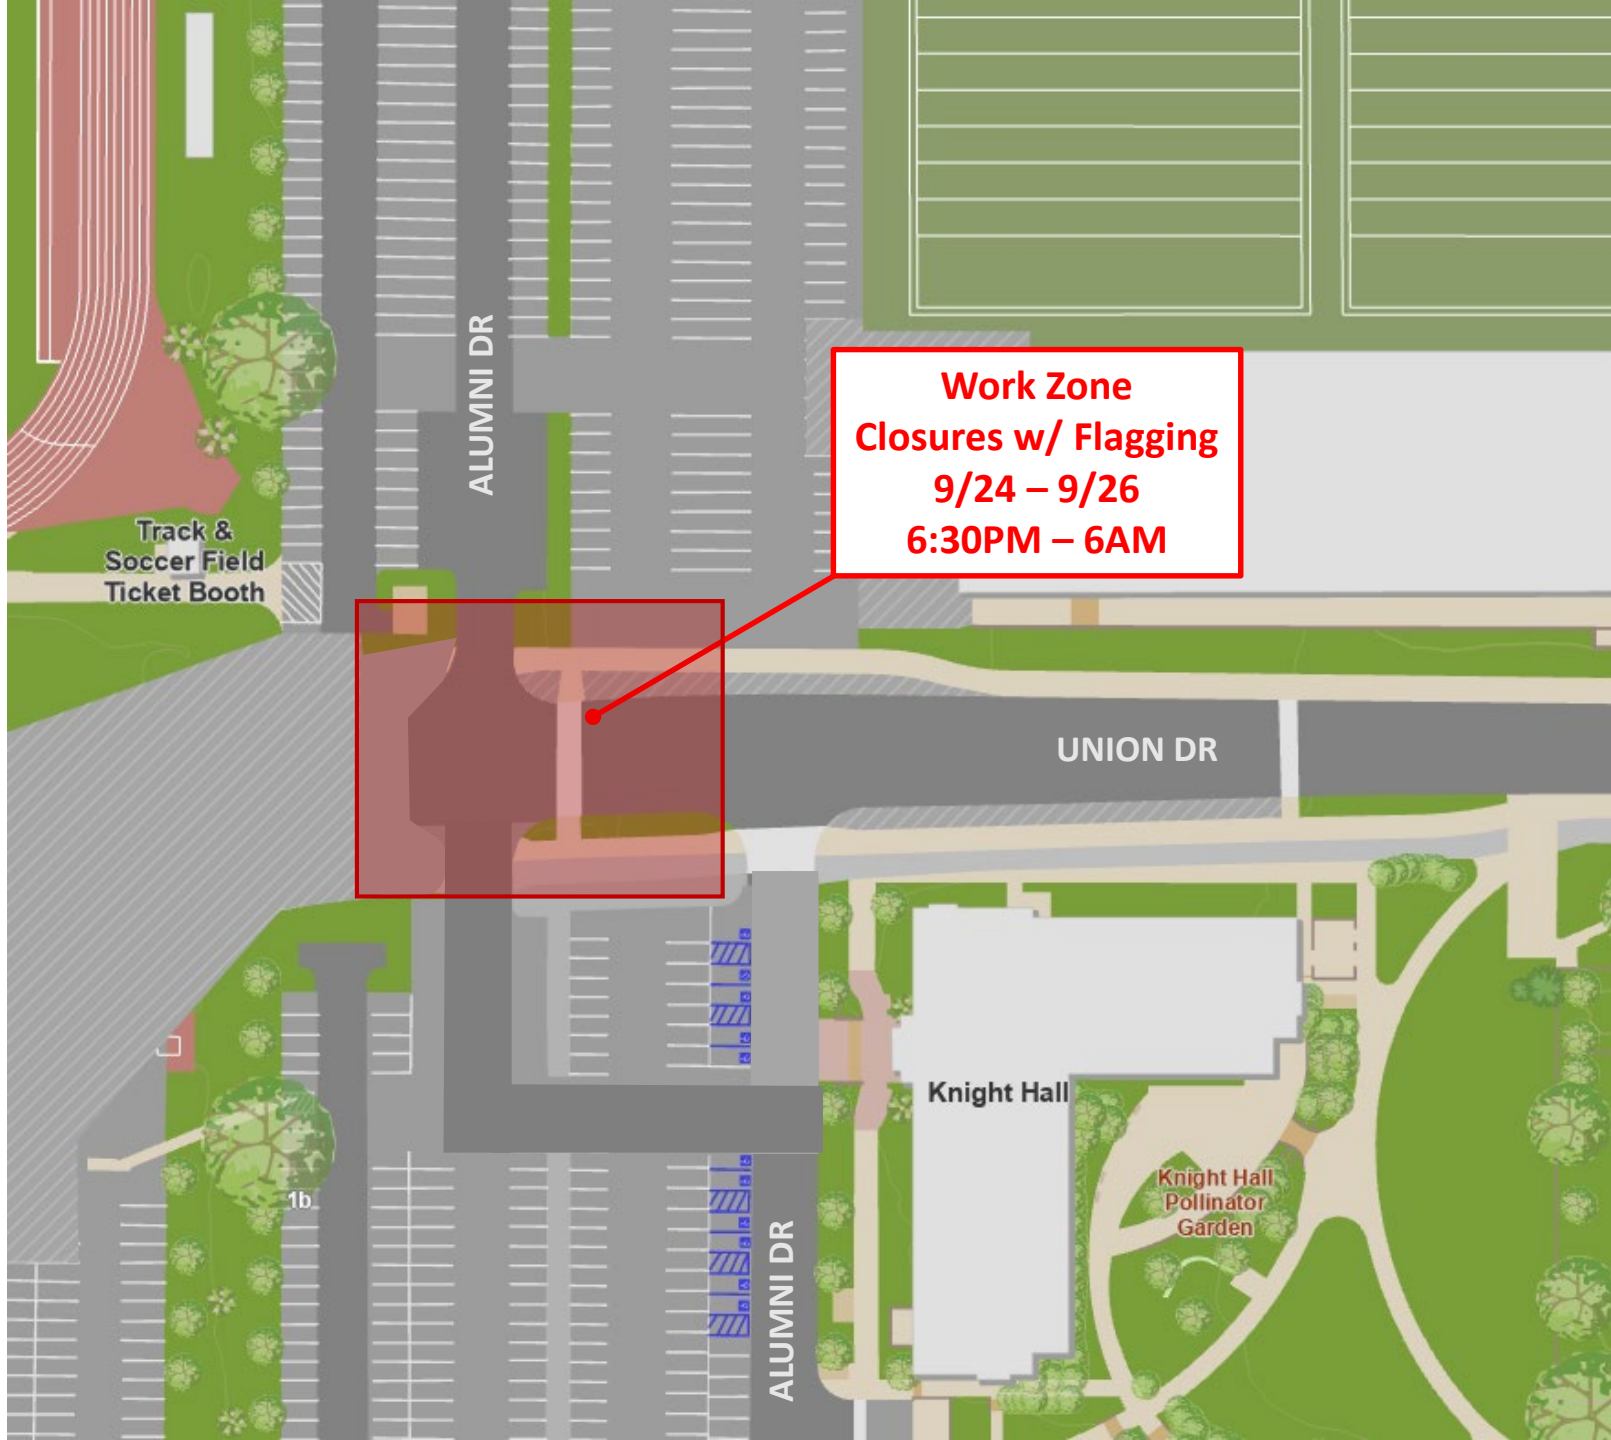 ALUMNI DR
Work Zone
Closures w/ Flagging
9/24 – 9/26
6:30PM – 6AM
Track &
Soccer Field
Ticket Booth
UNION DR
Knight Hall
Knight Hall
Pollinator
Garden
1b
ALUMNI DR